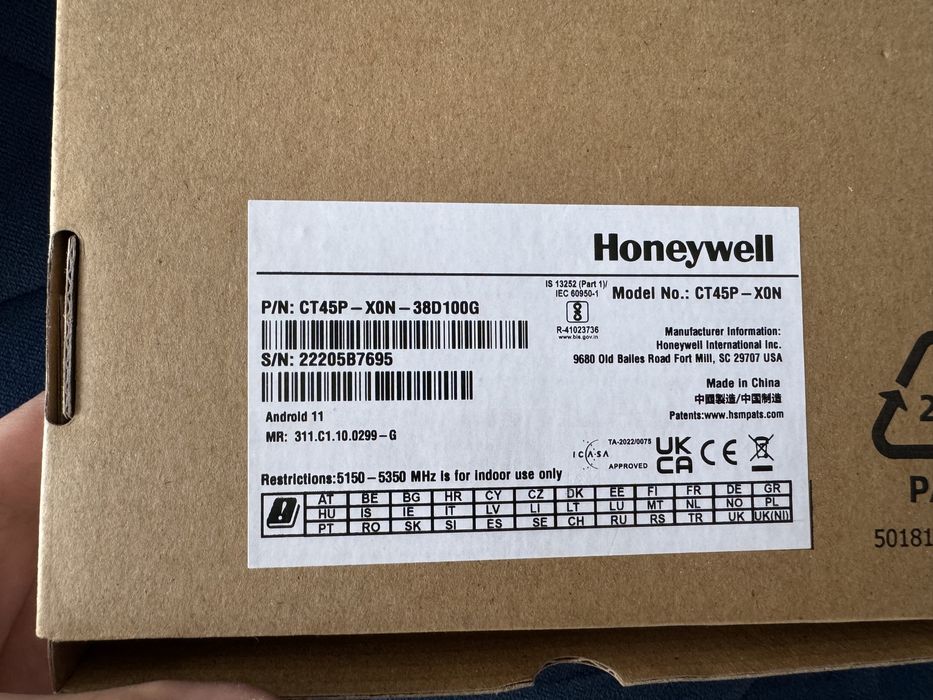 Honeywell
P/N: CT45P-X0N-38D100G
IS 13252 (Part 1)/
IEC 60950-1
R-41023736
www.bis.gov.in
Model No.: CT45P-X0N
S/N: 22205B7695
Manufacturer Information:
Honeywell International Inc.
9680 Old Bailes Road Fort Mill, SC 29707 USA
Made in China
中國製造/中国制造
Patents:www.hsmpats.com
Android 11
MR: 311.C1.10.0299-G
ICASA
TA-2022/0075
APPROVED
UK
CA
CE
Restrictions:5150-5350 MHz is for indoor use only
AT BE BG HR CY CZ DK EE FI FR DE GR
HU IS IE IT LV LI LT LU MT NL NO PL
PT RO SK SI ES SE CH RU RS TR UK UK(NI)
2
PA
50181